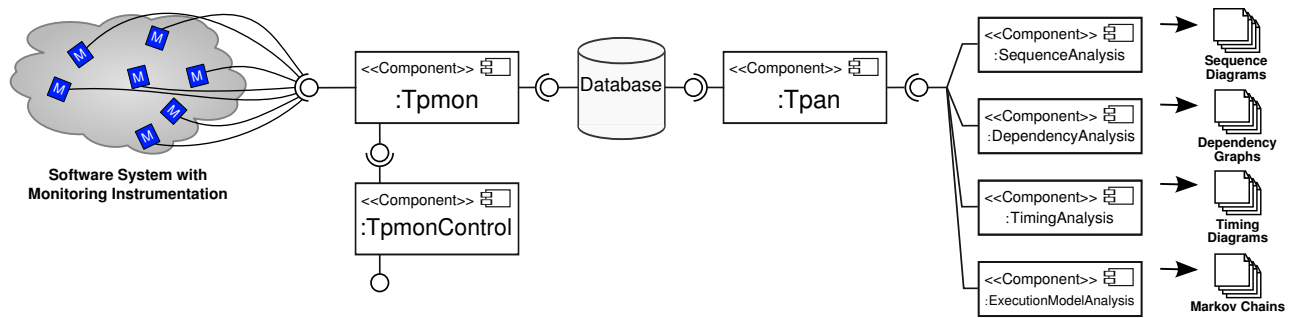 M
M
M
M
M
M
M
Software System with
Monitoring Instrumentation
<<Component>>
:Tpmon
<<Component>>
:TpmonControl
Database
<<Component>>
:Tpan
<<Component>>
:SequenceAnalysis
<<Component>>
:DependencyAnalysis
<<Component>>
:TimingAnalysis
<<Component>>
:ExecutionModelAnalysis
Sequence
Diagrams
Dependency
Graphs
Timing
Diagrams
Markov Chains